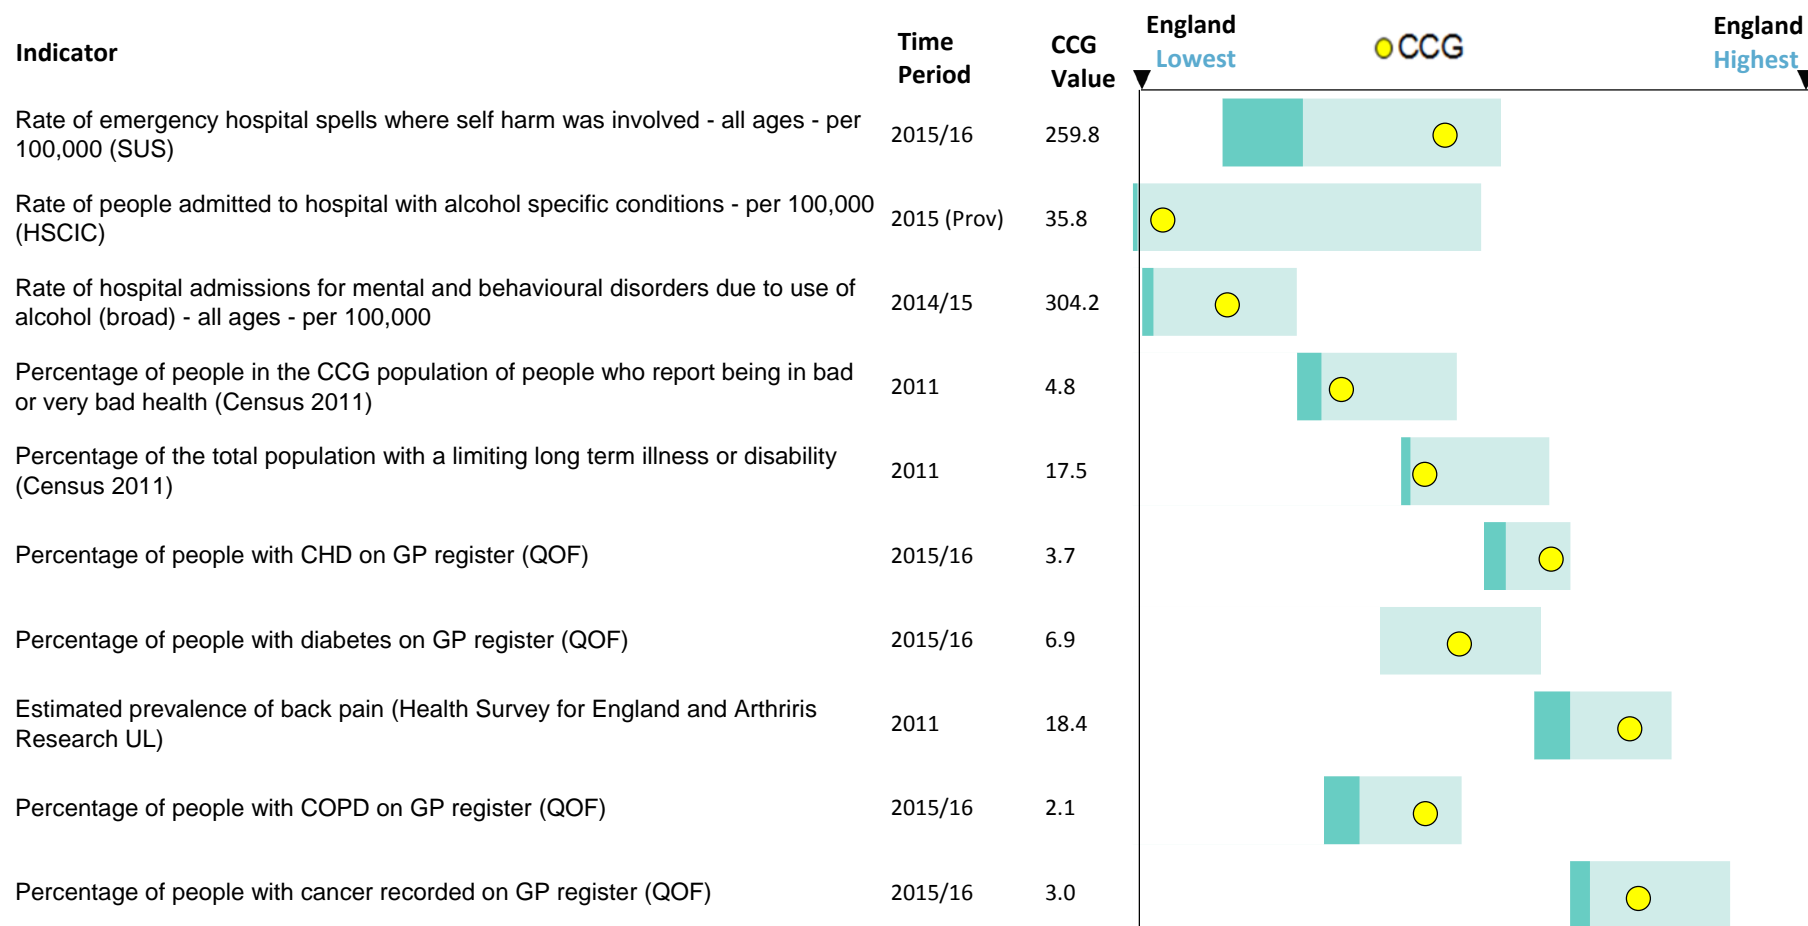 Indicator
Time
Period
CCG
Value
England
Lowest
CCG
England
Highest
Rate of emergency hospital spells where self harm was involved - all ages - per
100,000 (SUS)
2015/16
259.8
Rate of people admitted to hospital with alcohol specific conditions - per 100,000
(HSCIC)
2015 (Prov)
35.8
Rate of hospital admissions for mental and behavioural disorders due to use of
alcohol (broad) - all ages - per 100,000
2014/15
304.2
Percentage of people in the CCG population of people who report being in bad
or very bad health (Census 2011)
2011
4.8
Percentage of the total population with a limiting long term illness or disability
(Census 2011)
2011
17.5
Percentage of people with CHD on GP register (QOF)
2015/16
3.7
Percentage of people with diabetes on GP register (QOF)
2015/16
6.9
Estimated prevalence of back pain (Health Survey for England and Arthriris
Research UL)
2011
18.4
Percentage of people with COPD on GP register (QOF)
2015/16
2.1
Percentage of people with cancer recorded on GP register (QOF)
2015/16
3.0